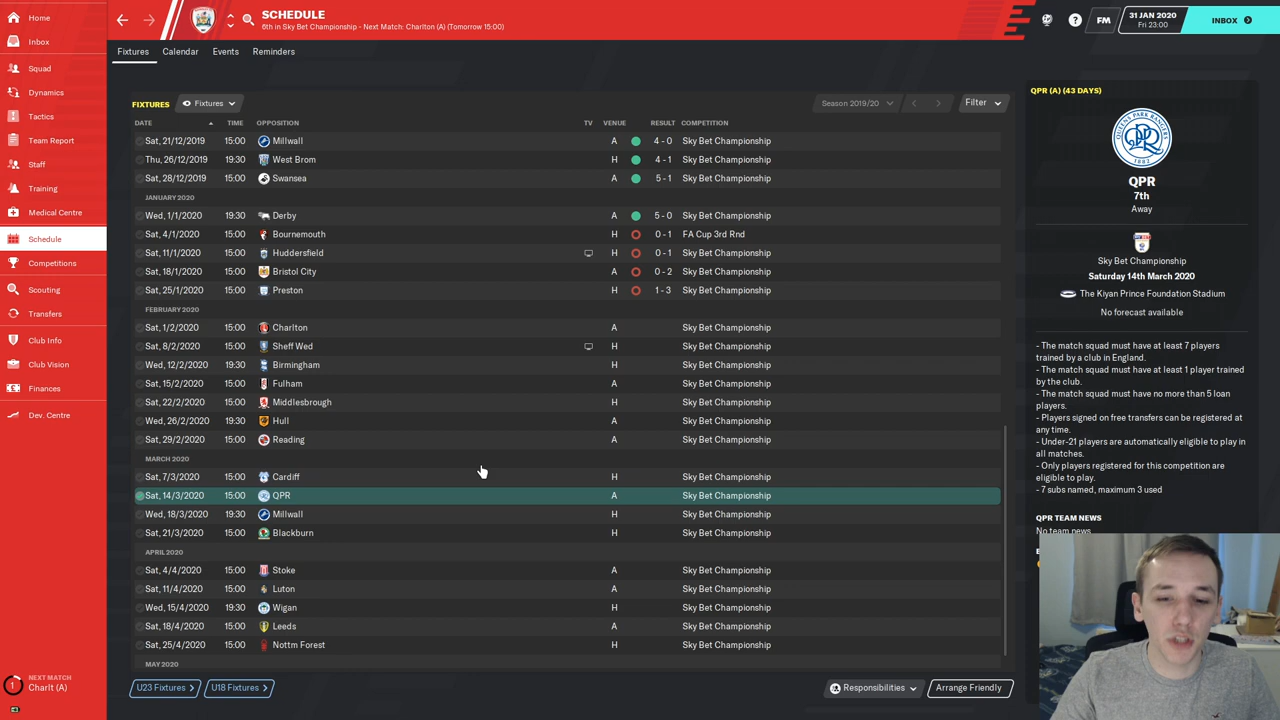 Home
Inbox
Squad
Dynamics
Tactics
Team Report
Staff
Training
Medical Centre
Schedule
Competitions
Scouting
Transfers
Club Info
Club Vision
Finances
Dev. Centre
NEXT MATCH
1 Charlt (A)
SCHEDULE
6th in Sky Bet Championship - Next Match: Charlton (A) (Tomorrow 15:00)
FM
31 JAN 2020
Fri 23:00
INBOX
Fixtures Calendar Events Reminders
FIXTURES Fixtures Season 2019/20 Filter
DATE TIME OPPOSITION TV VENUE RESULT COMPETITION
Sat, 21/12/2019 15:00 Millwall A 4 - 0 Sky Bet Championship
Thu, 26/12/2019 19:30 West Brom H 4 - 1 Sky Bet Championship
Sat, 28/12/2019 15:00 Swansea A 5 - 1 Sky Bet Championship
JANUARY 2020
Wed, 1/1/2020 19:30 Derby A 5 - 0 Sky Bet Championship
Sat, 4/1/2020 15:00 Bournemouth H 0 - 1 FA Cup 3rd Rnd
Sat, 11/1/2020 15:00 Huddersfield H 0 - 1 Sky Bet Championship
Sat, 18/1/2020 15:00 Bristol City A 0 - 2 Sky Bet Championship
Sat, 25/1/2020 15:00 Preston H 1 - 3 Sky Bet Championship
FEBRUARY 2020
Sat, 1/2/2020 15:00 Charlton A Sky Bet Championship
Sat, 8/2/2020 15:00 Sheff Wed H Sky Bet Championship
Wed, 12/2/2020 19:30 Birmingham H Sky Bet Championship
Sat, 15/2/2020 15:00 Fulham A Sky Bet Championship
Sat, 22/2/2020 15:00 Middlesbrough H Sky Bet Championship
Wed, 26/2/2020 19:30 Hull A Sky Bet Championship
Sat, 29/2/2020 15:00 Reading A Sky Bet Championship
MARCH 2020
Sat, 7/3/2020 15:00 Cardiff H Sky Bet Championship
Sat, 14/3/2020 15:00 QPR A Sky Bet Championship
Wed, 18/3/2020 19:30 Millwall H Sky Bet Championship
Sat, 21/3/2020 15:00 Blackburn H Sky Bet Championship
APRIL 2020
Sat, 4/4/2020 15:00 Stoke A Sky Bet Championship
Sat, 11/4/2020 15:00 Luton A Sky Bet Championship
Wed, 15/4/2020 19:30 Wigan H Sky Bet Championship
Sat, 18/4/2020 15:00 Leeds A Sky Bet Championship
Sat, 25/4/2020 15:00 Nottm Forest H Sky Bet Championship
MAY 2020
U23 Fixtures U18 Fixtures Responsibilities Arrange Friendly
QPR (A) (43 DAYS)
QPR
7th
Away
Sky Bet Championship
Saturday 14th March 2020
The Kiyan Prince Foundation Stadium
No forecast available
- The match squad must have at least 7 players
trained by a club in England.
- The match squad must have at least 1 player trained
by the club.
- The match squad must have no more than 5 loan
players.
- Players signed on free transfers can be registered at
any time.
- Under-21 players are automatically eligible to play in
all matches.
- Only players registered for this competition are
eligible to play.
- 7 subs named, maximum 3 used
QPR TEAM NEWS
No team news